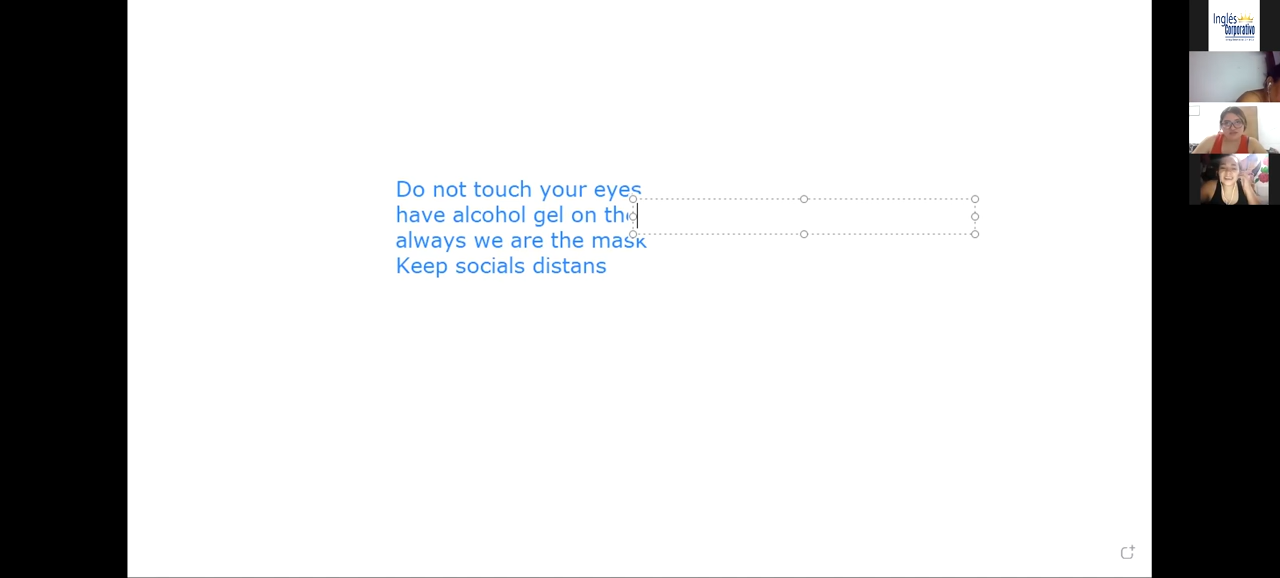 Do not touch your eyes
have alcohol gel on the
always we are the mask
Keep socials distans
Inglés
Corporativo